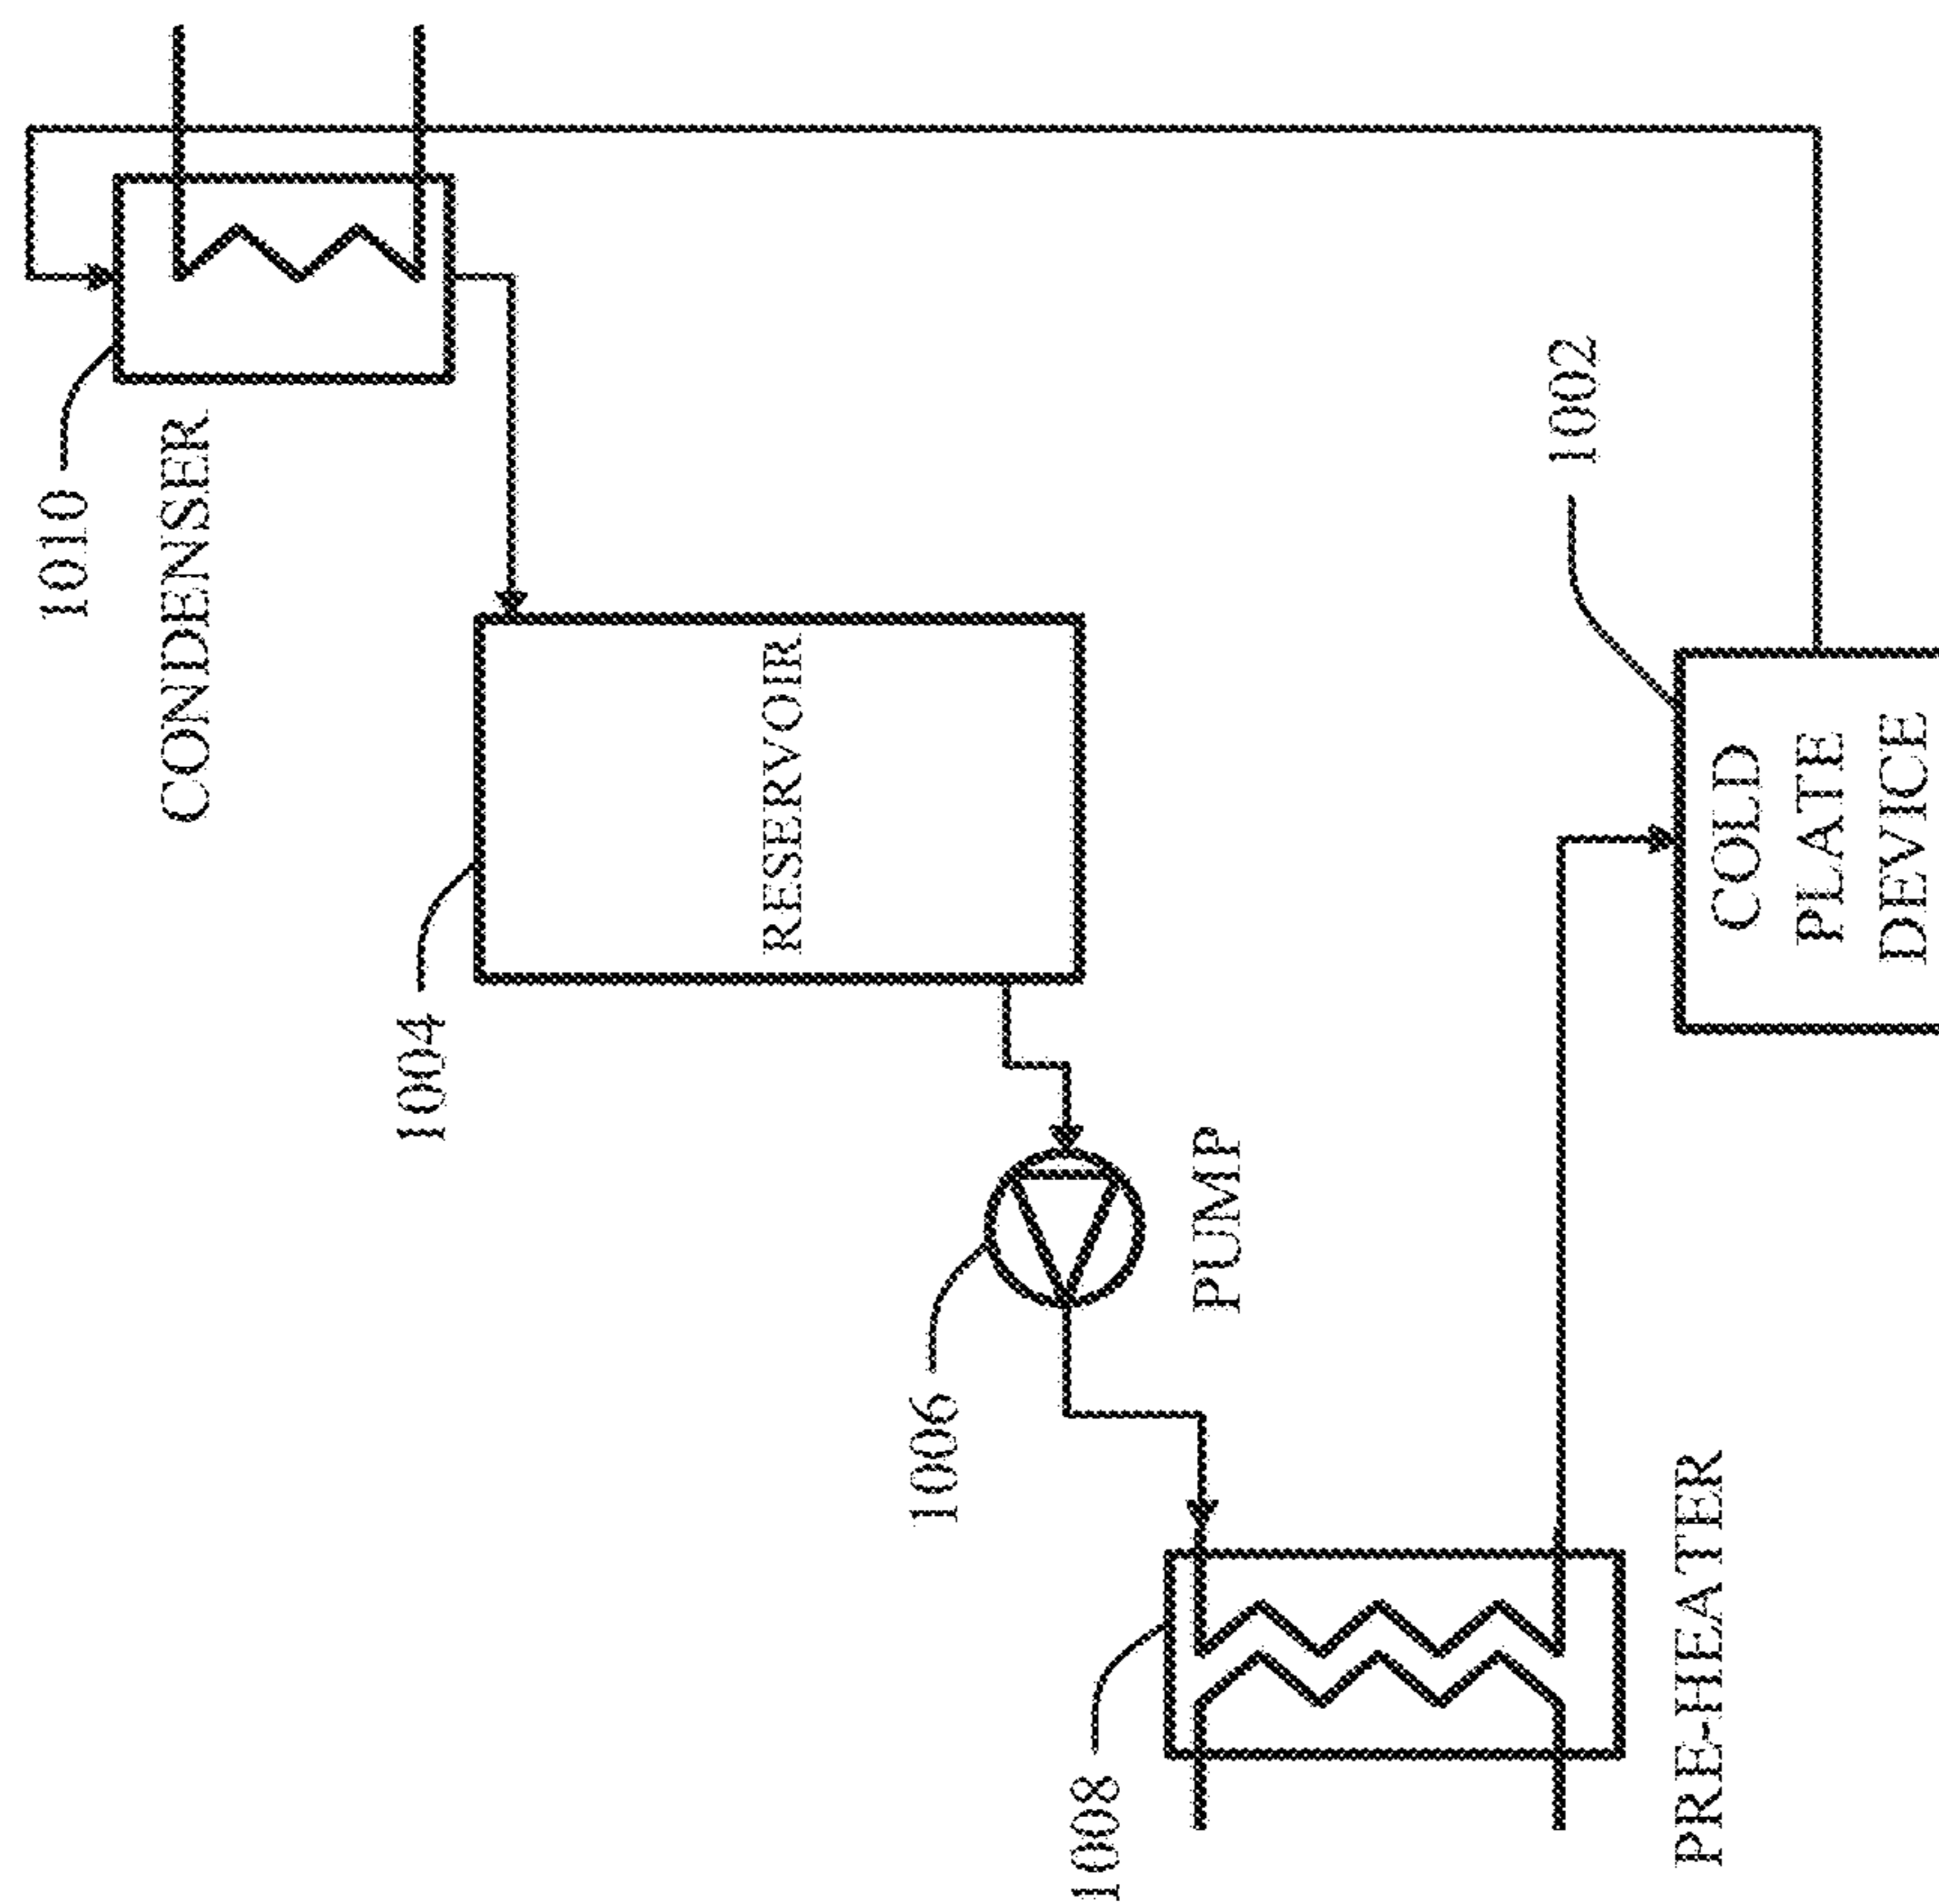 1010
CONDENSER
1004
RESERVOIR
1006
PUMP
1008
PRE-HEATER
1002
COLD
PLATE
DEVICE